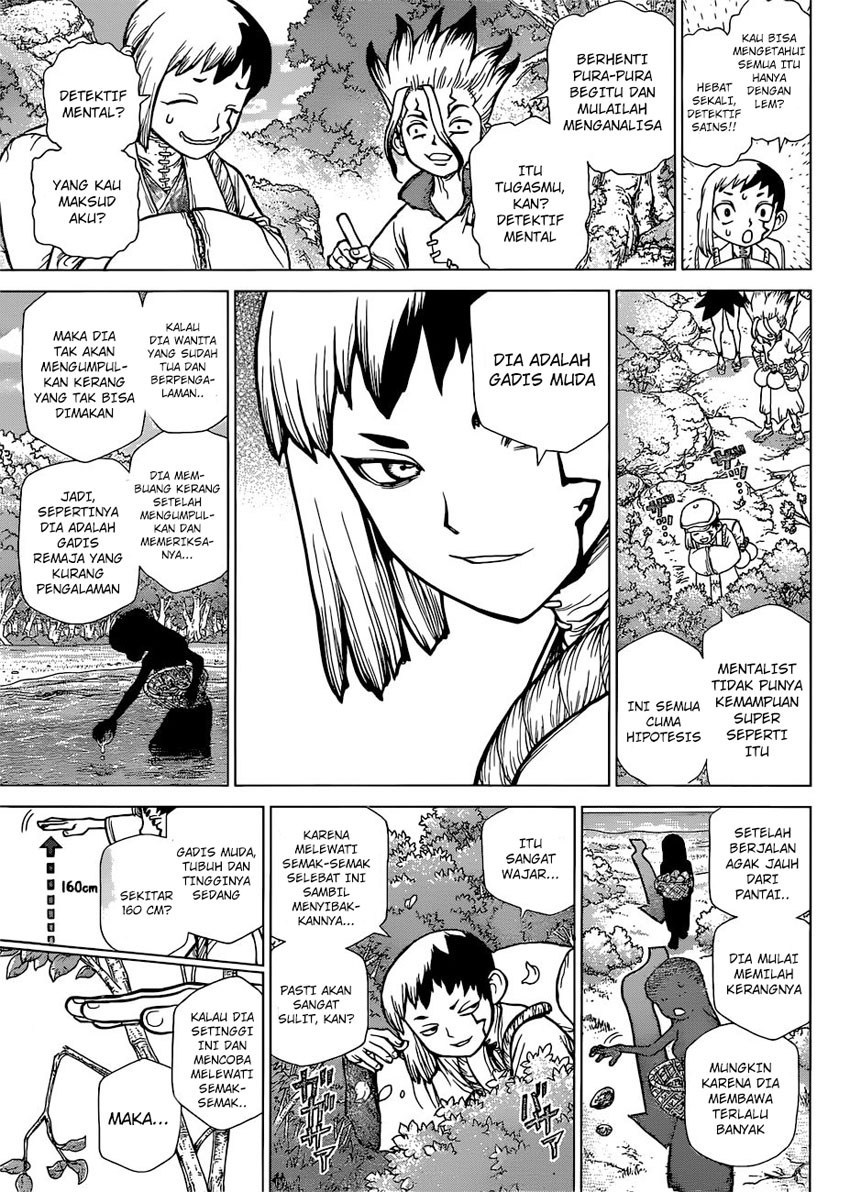 KAU BISA
MENGETAHUI
SEMUA ITU
HANYA
DENGAN
LEM?
HEBAT
SEKALI,
DETEKTIF
SAINS!!
BERHENTI
PURA-PURA
BEGITU DAN
MULAILAH
MENGANALISA
ITU
TUGASMU,
KAN?
DETEKTIF
MENTAL
DETEKTIF
MENTAL?
YANG KAU
MAKSUD
AKU?
MENTALIST
TIDAK PUNYA
KEMAMPUAN
SUPER
SEPERTI
ITU
INI SEMUA
CUMA
HIPOTESIS
DIA ADALAH
GADIS MUDA
KALAU
DIA WANITA
YANG SUDAH
TUA DAN
BERPENGA-
LAMAN..
MAKA DIA
TAK AKAN
MENGUMPUL-
KAN KERANG
YANG TAK BISA
DIMAKAN
DIA MEM-
BUANG KERANG
SETELAH
MENGUMPUL-
KAN DAN
MEMERIKSA-
NYA...
JADI,
SEPERTINYA
DIA ADALAH
GADIS
REMAJA YANG
KURANG
PENGALAMAN
SETELAH
BERJALAN
AGAK JAUH
DARI
PANTAI..
DIA MULAI
MEMILAH
KERANGNYA
MUNGKIN
KARENA DIA
MEMBAWA
TERLALU
BANYAK
ITU
SANGAT
WAJAR...
KARENA
MELEWATI
SEMAK-SEMAK
SELEBAT INI
SAMBIL
MENYIBAK-
KANNYA...
PASTI AKAN
SANGAT
SULIT, KAN?
GADIS MUDA,
TUBUH DAN
TINGGINYA
SEDANG
SEKITAR
160 CM?
160cm
KALAU DIA
SETINGGI
INI DAN
MENCOBA
MELEWATI
SEMAK-
SEMAK..
MAKA...